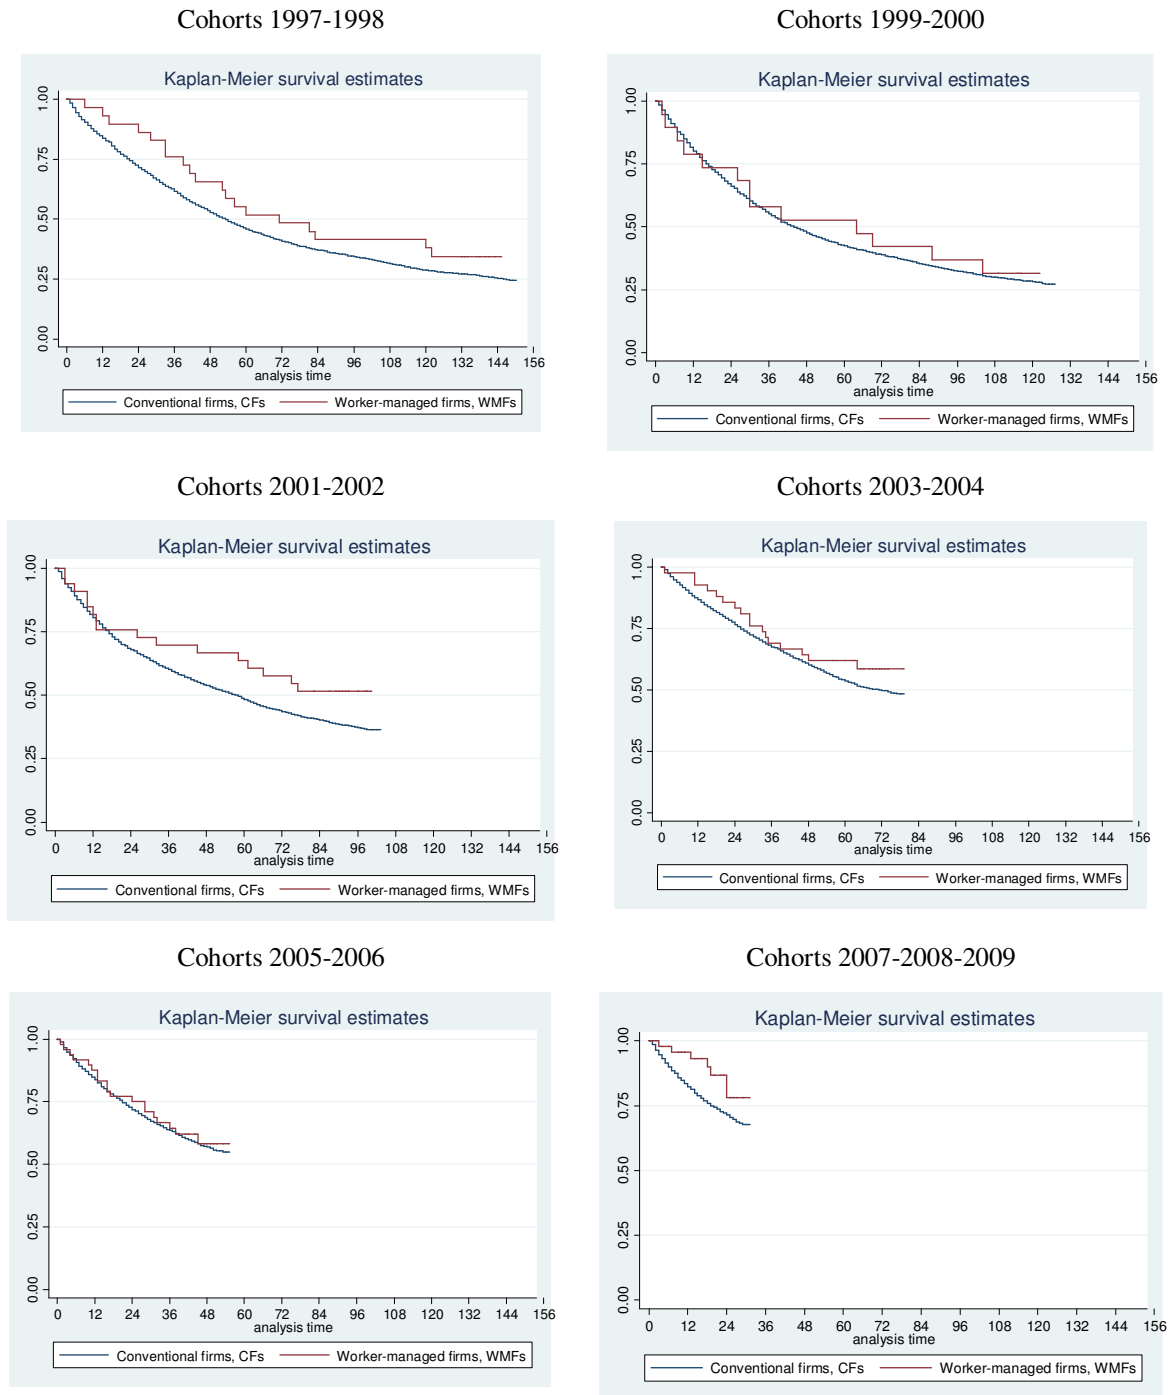 Cohorts 1997-1998
Kaplan-Meier survival estimates
1.00
0.75
0.50
0.25
0.00
0 12 24 36 48 60 72 84 96 108 120 132 144 156
analysis time
Conventional firms, CFs Worker-managed firms, WMFs
Cohorts 1999-2000
Kaplan-Meier survival estimates
1.00
0.75
0.50
0.25
0.00
0 12 24 36 48 60 72 84 96 108 120 132 144 156
analysis time
Conventional firms, CFs Worker-managed firms, WMFs
Cohorts 2001-2002
Kaplan-Meier survival estimates
1.00
0.75
0.50
0.25
0.00
0 12 24 36 48 60 72 84 96 108 120 132 144 156
analysis time
Conventional firms, CFs Worker-managed firms, WMFs
Cohorts 2003-2004
Kaplan-Meier survival estimates
1.00
0.75
0.50
0.25
0.00
0 12 24 36 48 60 72 84 96 108 120 132 144 156
analysis time
Conventional firms, CFs Worker-managed firms, WMFs
Cohorts 2005-2006
Kaplan-Meier survival estimates
1.00
0.75
0.50
0.25
0.00
0 12 24 36 48 60 72 84 96 108 120 132 144 156
analysis time
Conventional firms, CFs Worker-managed firms, WMFs
Cohorts 2007-2008-2009
Kaplan-Meier survival estimates
1.00
0.75
0.50
0.25
0.00
0 12 24 36 48 60 72 84 96 108 120 132 144 156
analysis time
Conventional firms, CFs Worker-managed firms, WMFs